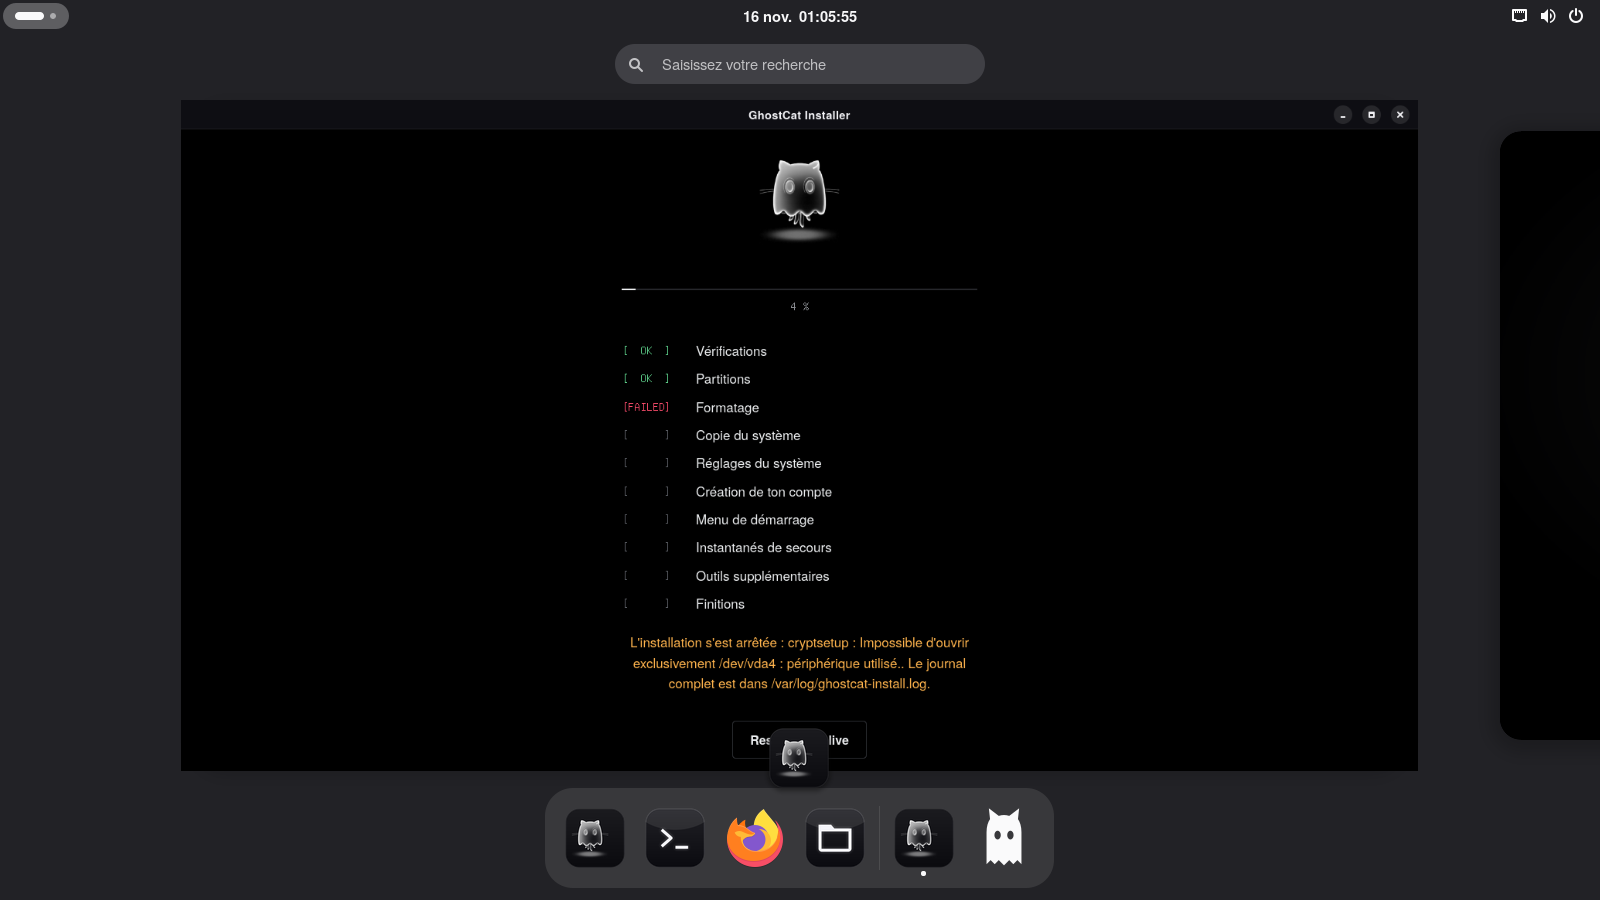 16 nov. 01:05:55
Saisissez votre recherche
GhostCat Installer
4 %
[ OK ] Vérifications
[ OK ] Partitions
[FAILED] Formatage
[ ] Copie du système
[ ] Réglages du système
[ ] Création de ton compte
[ ] Menu de démarrage
[ ] Instantanés de secours
[ ] Outils supplémentaires
[ ] Finitions
L'installation s'est arrêtée : cryptsetup : Impossible d'ouvrir
exclusivement /dev/vda4 : périphérique utilisé.. Le journal
complet est dans /var/log/ghostcat-install.log.
live